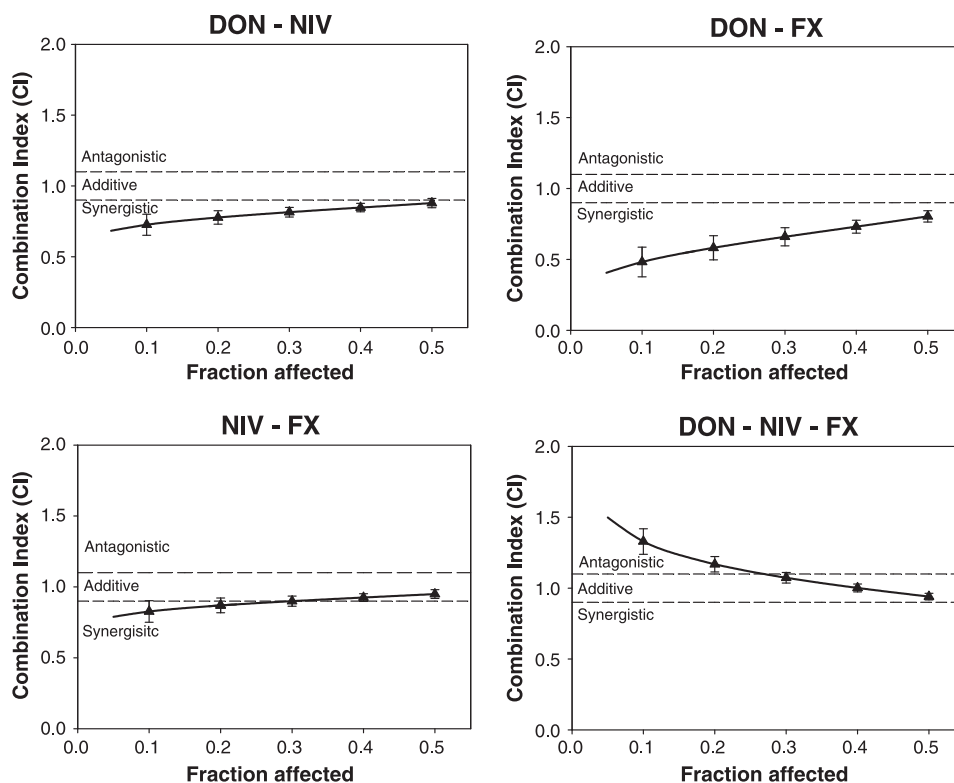 DON - NIV
Combination Index (CI)
2.0
1.5
1.0
0.5
0.0
Antagonistic
Additive
Synergistic
0.0 0.1 0.2 0.3 0.4 0.5
Fraction affected
DON - FX
Combination Index (CI)
2.0
1.5
1.0
0.5
0.0
Antagonistic
Additive
Synergistic
0.0 0.1 0.2 0.3 0.4 0.5
Fraction affected
NIV - FX
Combination Index (CI)
2.0
1.5
1.0
0.5
0.0
Antagonistic
Additive
Synergisitc
0.0 0.1 0.2 0.3 0.4 0.5
Fraction affected
DON - NIV - FX
Combination Index (CI)
2.0
1.5
1.0
0.5
0.0
Antagonistic
Additive
Synergistic
0.0 0.1 0.2 0.3 0.4 0.5
Fraction affected